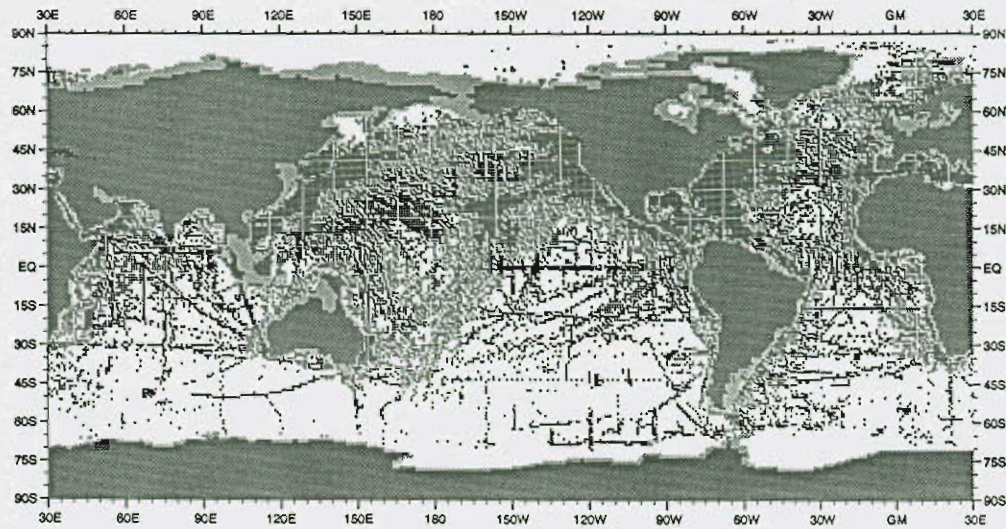 30E 60E 90E 120E 150E 180 150W 120W 90W 60W 30W GM 30E
90N 90N
75N 75N
60N 60N
45N 45N
30N 30N
15N 15N
EQ EQ
15S 15S
30S 30S
45S 45S
60S 60S
75S 75S
90S 90S
30E 60E 90E 120E 150E 180 150W 120W 90W 60W 30W GM 30E